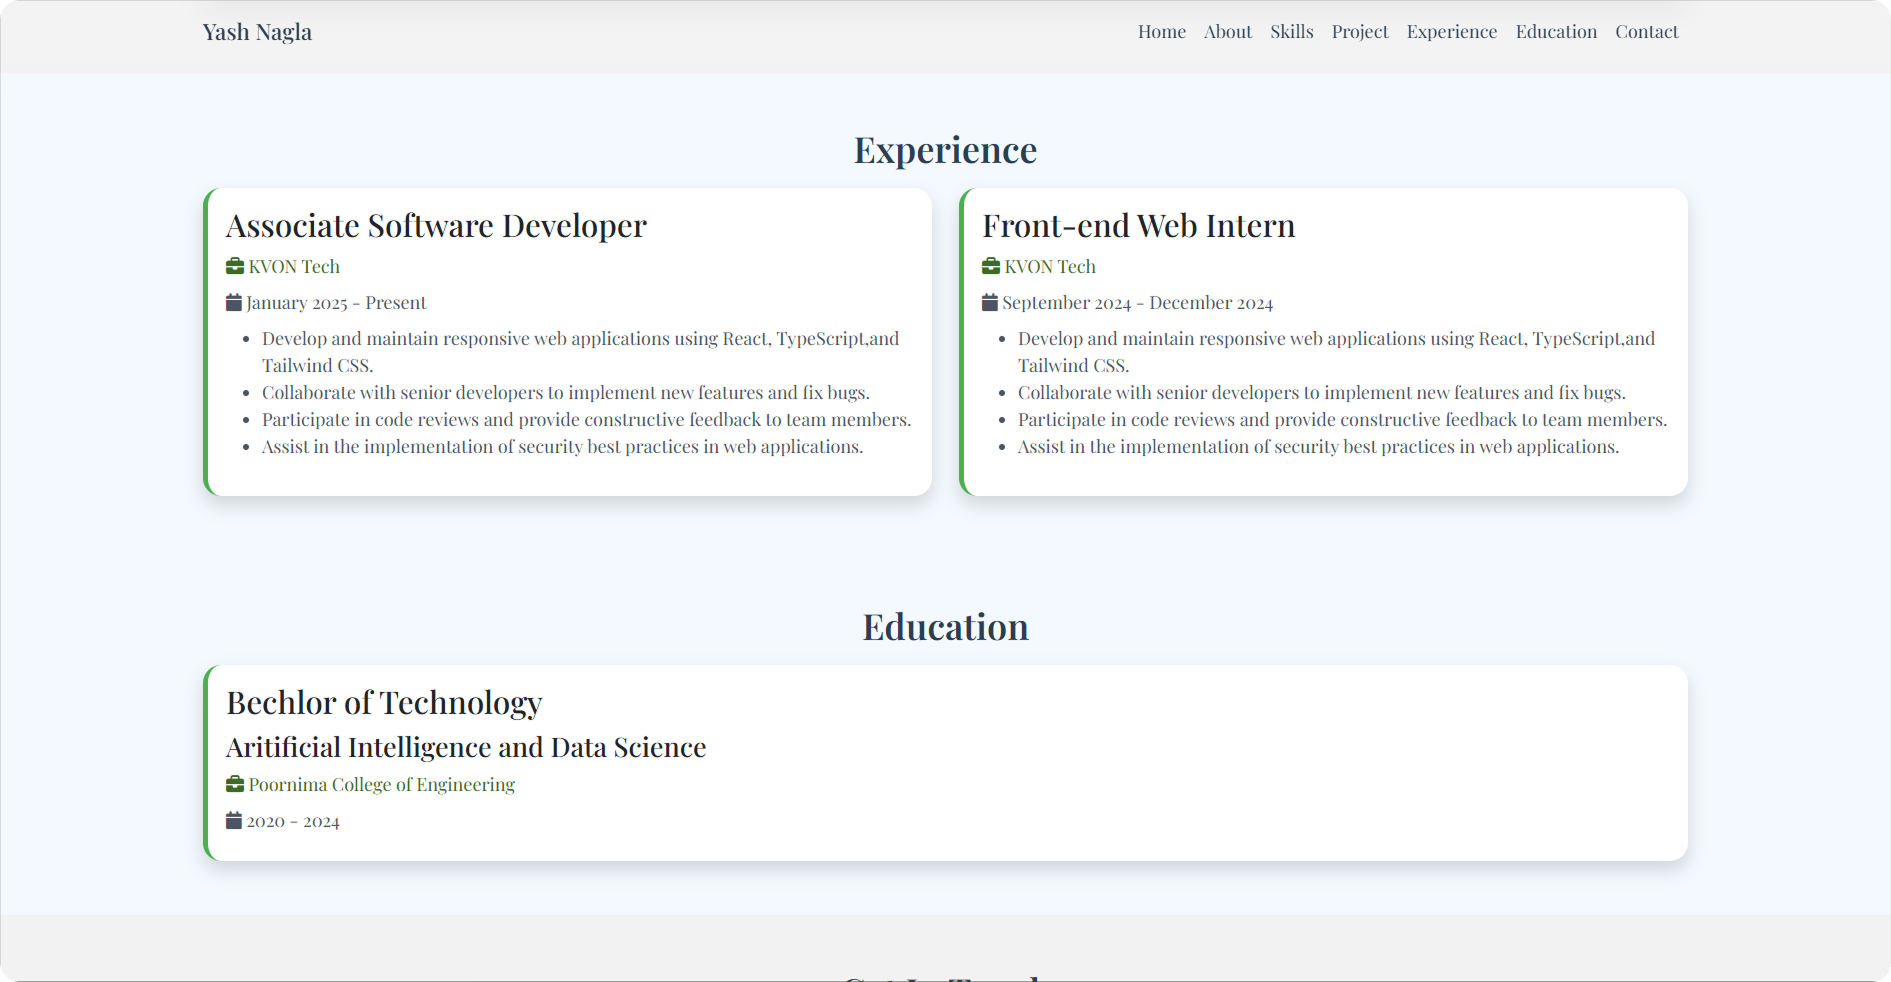 Yash Nagla
Home About Skills Project Experience Education Contact
Experience
Associate Software Developer
KVON Tech
January 2025 - Present
• Develop and maintain responsive web applications using React, TypeScript,and
Tailwind CSS.
• Collaborate with senior developers to implement new features and fix bugs.
• Participate in code reviews and provide constructive feedback to team members.
• Assist in the implementation of security best practices in web applications.
Front-end Web Intern
KVON Tech
September 2024 - December 2024
• Develop and maintain responsive web applications using React, TypeScript,and
Tailwind CSS.
• Collaborate with senior developers to implement new features and fix bugs.
• Participate in code reviews and provide constructive feedback to team members.
• Assist in the implementation of security best practices in web applications.
Education
Bechlor of Technology
Aritificial Intelligence and Data Science
Poornima College of Engineering
2020 - 2024